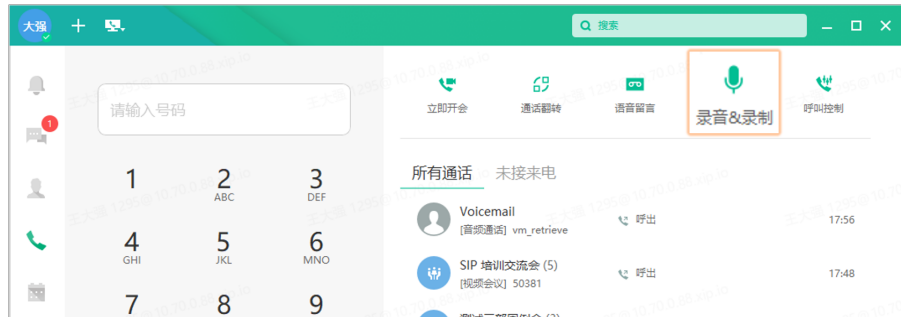 大强
搜索
1
请输入号码
立即开会
通话翻转
语音留言
录音&录制
呼叫控制
所有通话 未接来电
1
2
ABC
3
DEF
4
GHI
5
JKL
6
MNO
7
8
9
Voicemail
[音频通话] vm_retrieve
呼出
17:56
SIP 培训交流会 (5)
[视频会议] 50381
呼出
17:48